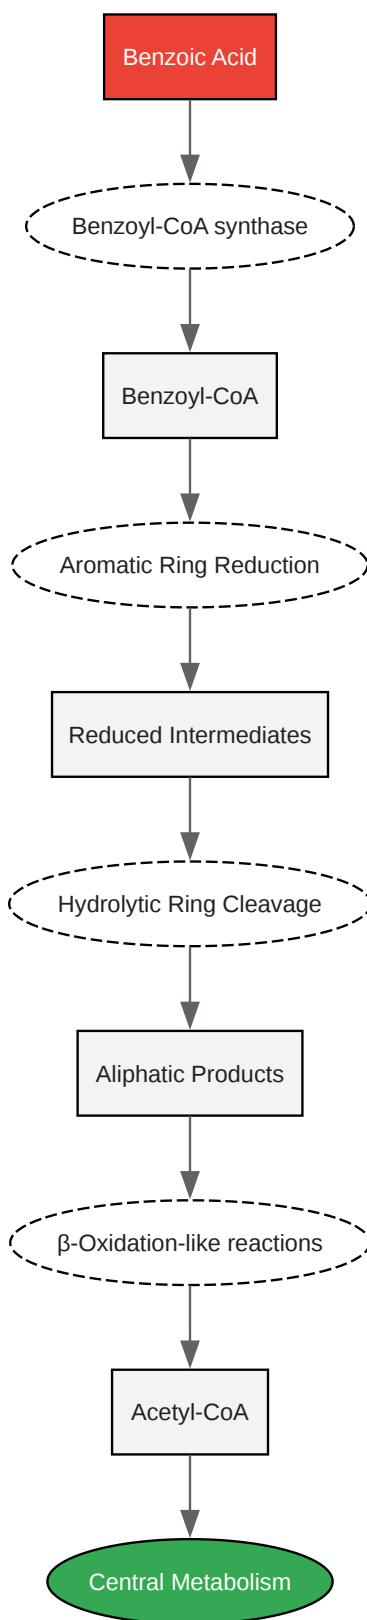 Benzoic Acid
Benzoyl-CoA synthase
Benzoyl-CoA
Aromatic Ring Reduction
Reduced Intermediates
Hydrolytic Ring Cleavage
Aliphatic Products
β-Oxidation-like reactions
Acetyl-CoA
Central Metabolism